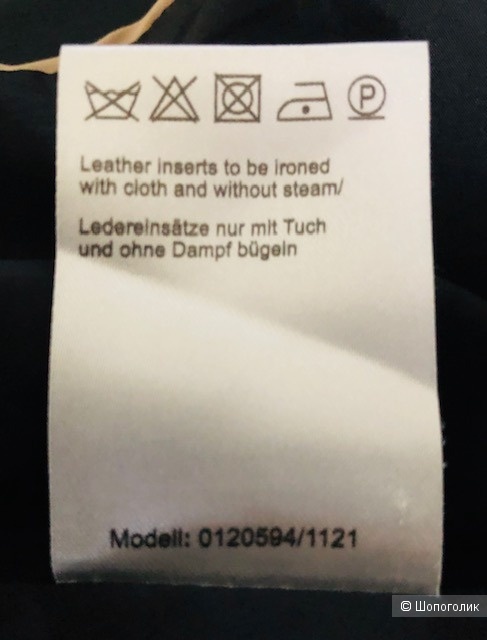 P
Leather inserts to be ironed
with cloth and without steam/
Ledereinsätze nur mit Tuch
und ohne Dampf bügeln
Modell: 0120594/1121
© Шопоголик